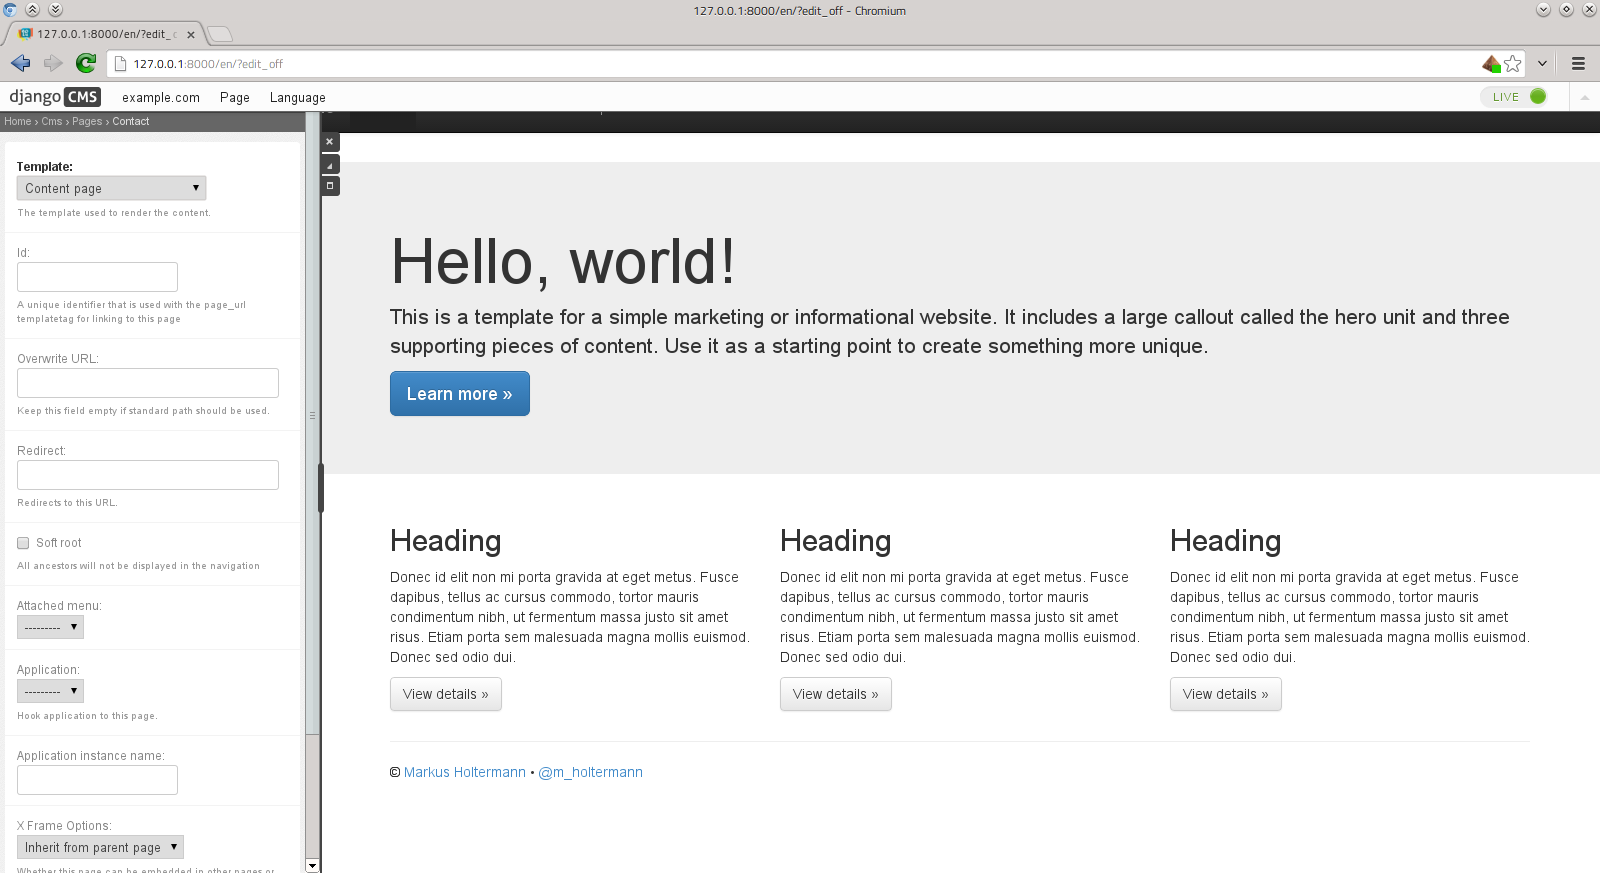 127.0.0.1:8000/en/?edit_off - Chromium
127.0.0.1:8000/en/?edit_
127.0.0.1:8000/en/?edit_off
django CMS example.com Page Language LIVE
Home › Cms › Pages › Contact
Template:
Content page
The template used to render the content.
Id:
A unique identifier that is used with the page_url
templatetag for linking to this page
Overwrite URL:
Keep this field empty if standard path should be used.
Redirect:
Redirects to this URL.
Soft root
All ancestors will not be displayed in the navigation
Attached menu:
---------
Application:
---------
Hook application to this page.
Application instance name:
X Frame Options:
Inherit from parent page
Whether this page can be embedded in other pages or
Hello, world!
This is a template for a simple marketing or informational website. It includes a large callout called the hero unit and three
supporting pieces of content. Use it as a starting point to create something more unique.
Learn more »
Heading
Donec id elit non mi porta gravida at eget metus. Fusce
dapibus, tellus ac cursus commodo, tortor mauris
condimentum nibh, ut fermentum massa justo sit amet
risus. Etiam porta sem malesuada magna mollis euismod.
Donec sed odio dui.
View details »
Heading
Donec id elit non mi porta gravida at eget metus. Fusce
dapibus, tellus ac cursus commodo, tortor mauris
condimentum nibh, ut fermentum massa justo sit amet
risus. Etiam porta sem malesuada magna mollis euismod.
Donec sed odio dui.
View details »
Heading
Donec id elit non mi porta gravida at eget metus. Fusce
dapibus, tellus ac cursus commodo, tortor mauris
condimentum nibh, ut fermentum massa justo sit amet
risus. Etiam porta sem malesuada magna mollis euismod.
Donec sed odio dui.
View details »
© Markus Holtermann • @m_holtermann